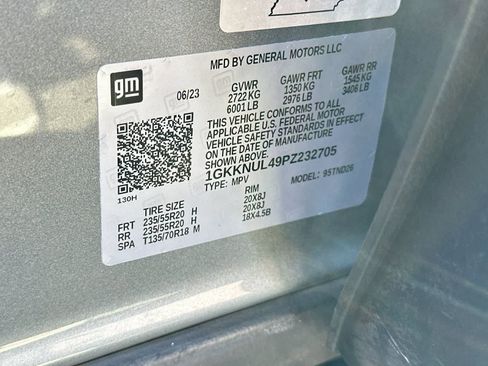 MFD BY GENERAL MOTORS LLC
gm
06/23 GVWR GAWR FRT GAWR RR
2722 KG 1350 KG 1545 KG
6001 LB 2976 LB 3406 LB
THIS VEHICLE CONFORMS TO ALL
APPLICABLE U.S. FEDERAL MOTOR
VEHICLE SAFETY STANDARDS IN EFFECT
ON THE DATE OF MANUFACTURE
SHOWN ABOVE.
1GKKNUL49PZ232705
TYPE: MPV MODEL: 95TND26
130H
TIRE SIZE RIM
FRT 235/55R20 H 20X8J
RR 235/55R20 H 20X8J
SPA T135/70R18 M 18X4.5B